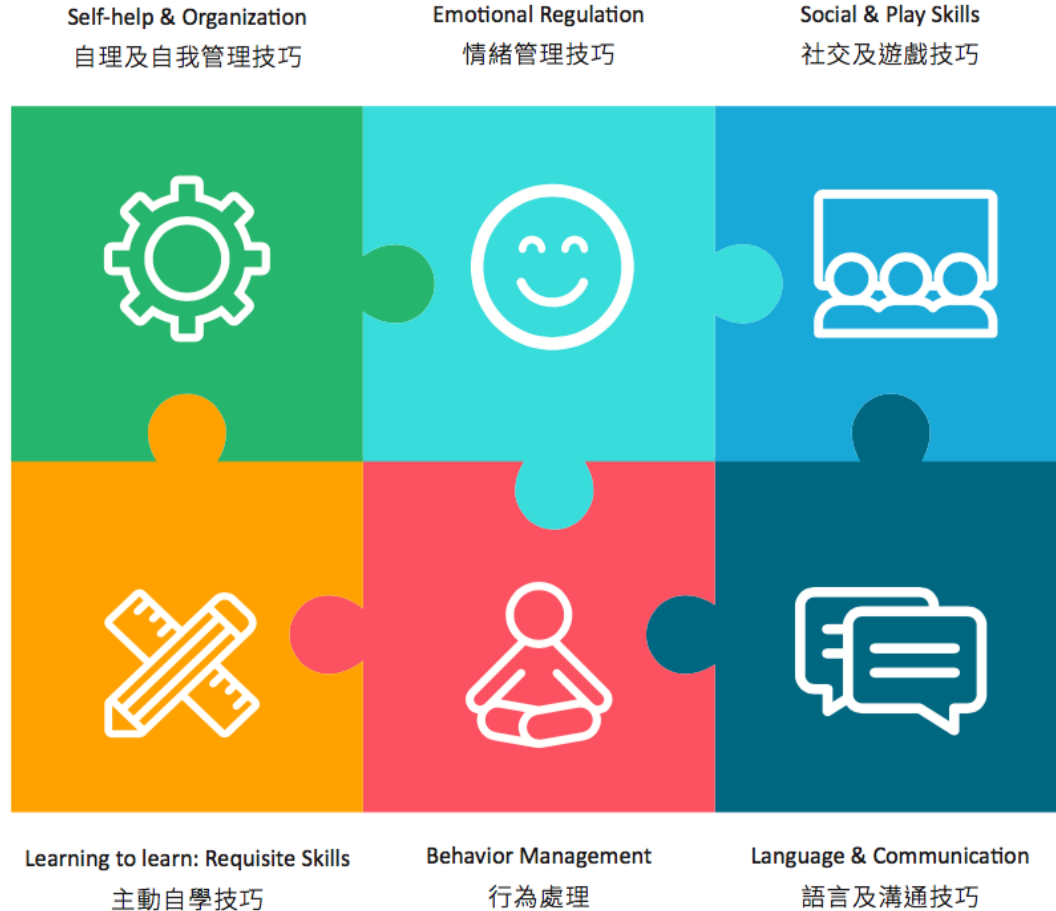 Self-help & Organization
自理及自我管理技巧
Emotional Regulation
情緒管理技巧
Social & Play Skills
社交及遊戲技巧
Learning to learn: Requisite Skills
主動自學技巧
Behavior Management
行為處理
Language & Communication
語言及溝通技巧